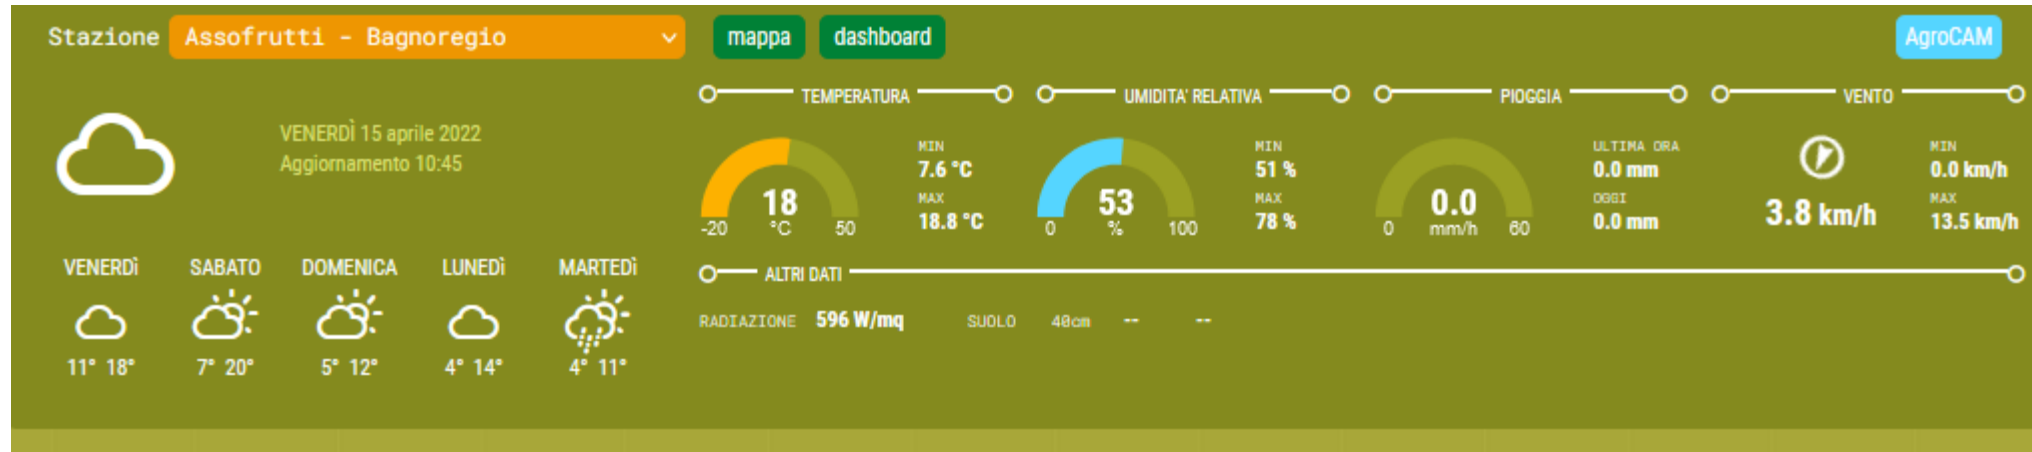 Stazione Assofrutti - Bagnoregio mappa dashboard AgroCAM
VENERDÌ 15 aprile 2022
Aggiornamento 10:45
VENERDì SABATO DOMENICA LUNEDì MARTEDì
11° 18° 7° 20° 5° 12° 4° 14° 4° 11°
TEMPERATURA
18
°C
-20 50
MIN
7.6 °C
MAX
18.8 °C
UMIDITA' RELATIVA
53
%
0 100
MIN
51 %
MAX
78 %
PIOGGIA
0.0
mm/h
0 60
ULTIMA ORA
0.0 mm
OGGI
0.0 mm
VENTO
3.8 km/h
MIN
0.0 km/h
MAX
13.5 km/h
ALTRI DATI
RADIAZIONE 596 W/mq SUOLO 40cm -- --